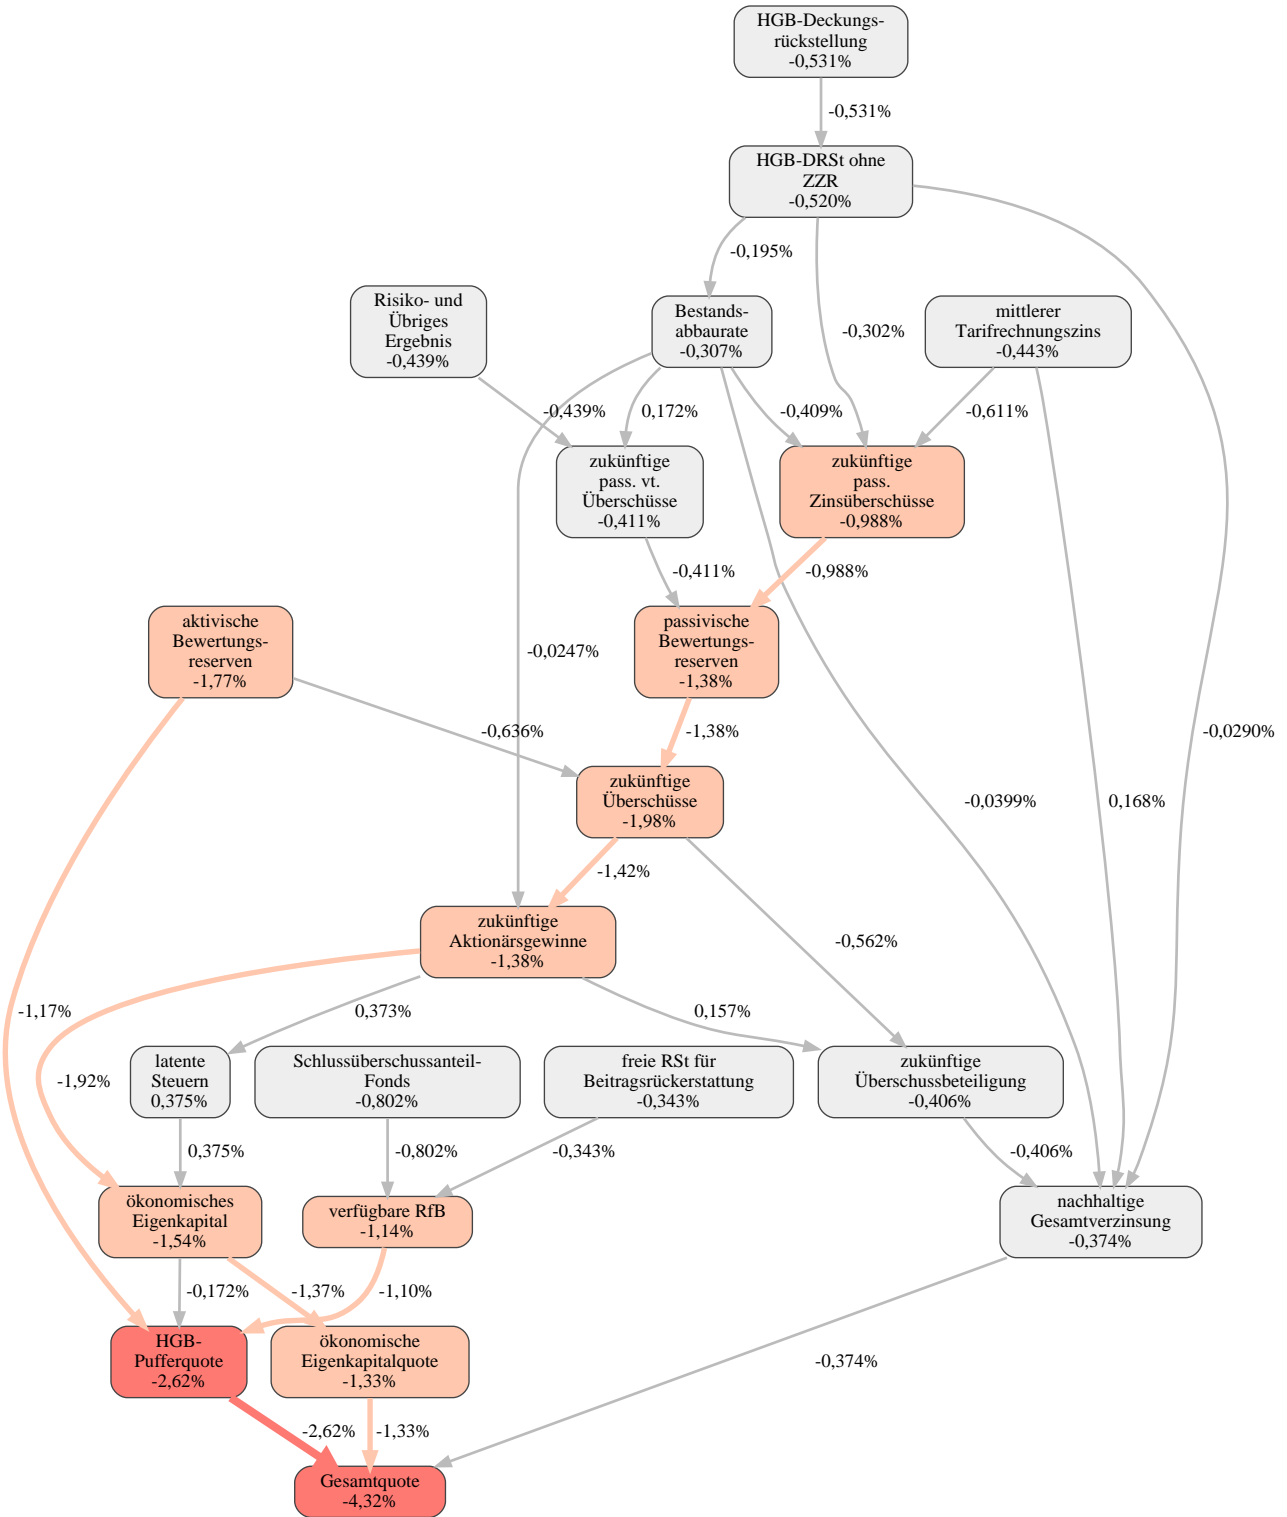 HGB-Deckungs-
rückstellung
-0,531%
-0,531%
HGB-DRSt ohne
ZZR
-0,520%
-0,195%
Risiko- und
Übriges
Ergebnis
-0,439%
Bestands-
abbaurate
-0,307%
-0,302%
mittlerer
Tarifrechnungszins
-0,443%
-0,439%
0,172%
-0,409%
-0,611%
zukünftige
pass. vt.
Überschüsse
-0,411%
zukünftige
pass.
Zinsüberschüsse
-0,988%
-0,411%
-0,988%
aktivische
Bewertungs-
reserven
-1,77%
-0,0247%
passivische
Bewertungs-
reserven
-1,38%
-0,636%
-1,38%
-0,0290%
zukünftige
Überschüsse
-1,98%
-0,0399%
0,168%
-1,42%
zukünftige
Aktionärsgewinne
-1,38%
-0,562%
-1,17%
0,373%
0,157%
-1,92%
latente
Steuern
0,375%
Schlussüberschussanteil-
Fonds
-0,802%
freie RSt für
Beitragsrückerstattung
-0,343%
zukünftige
Überschussbeteiligung
-0,406%
0,375%
-0,802%
-0,343%
-0,406%
ökonomisches
Eigenkapital
-1,54%
verfügbare RfB
-1,14%
nachhaltige
Gesamtverzinsung
-0,374%
-0,172%
-1,37%
-1,10%
HGB-
Pufferquote
-2,62%
ökonomische
Eigenkapitalquote
-1,33%
-0,374%
-2,62%
-1,33%
Gesamtquote
-4,32%